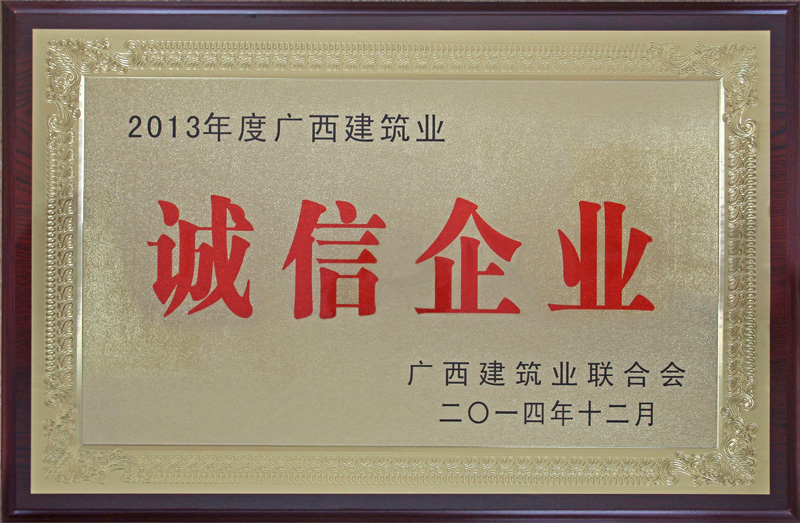 2013年度广西建筑业
诚信企业
广西建筑业联合会
二〇一四年十二月